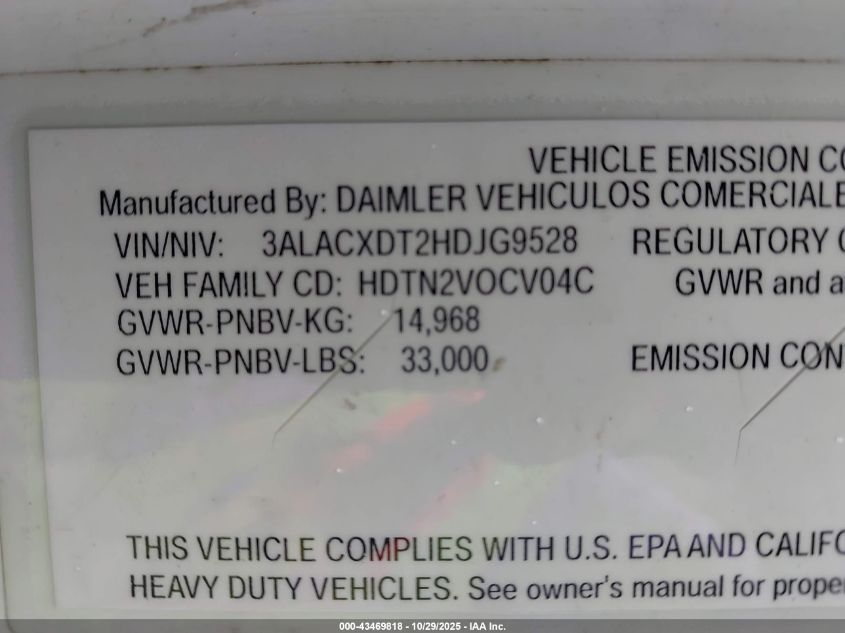 VEHICLE EMISSION CO
Manufactured By: DAIMLER VEHICULOS COMERCIALE
VIN/NIV: 3ALACXDT2HDJG9528 REGULATORY C
VEH FAMILY CD: HDTN2VOCV04C GVWR and a
GVWR-PNBV-KG: 14,968
GVWR-PNBV-LBS: 33,000 EMISSION CON
THIS VEHICLE COMPLIES WITH U.S. EPA AND CALIFO
HEAVY DUTY VEHICLES. See owner's manual for prope
000-43469818 - 10/29/2025 - IAA Inc.